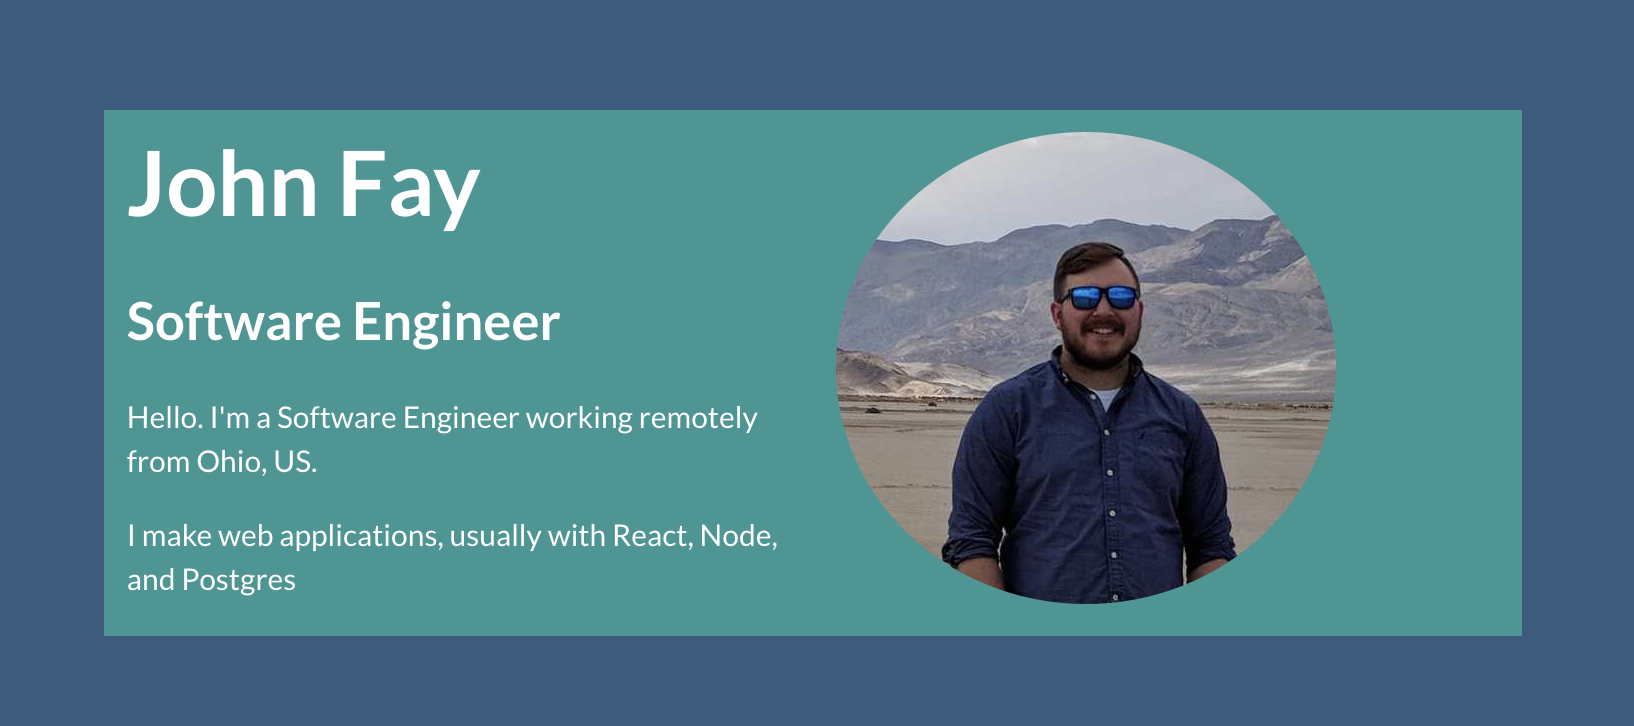 John Fay
Software Engineer
Hello. I'm a Software Engineer working remotely
from Ohio, US.
I make web applications, usually with React, Node,
and Postgres